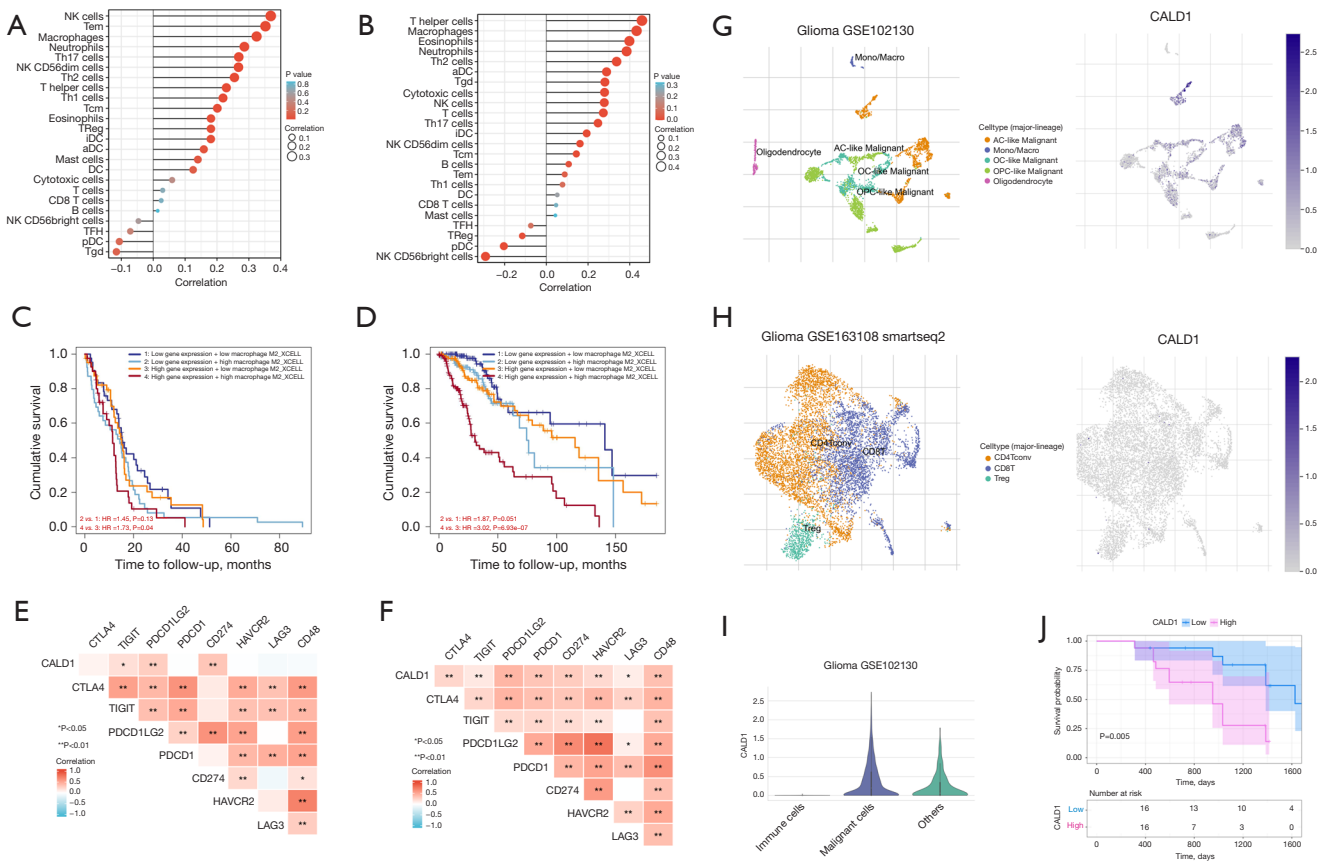 A
NK cells
Tem
Macrophages
Neutrophils
Th17 cells
NK CD56dim cells
Th2 cells
T helper cells
Th1 cells
Tcm
Eosinophils
TReg
iDC
aDC
Mast cells
DC
Cytotoxic cells
T cells
CD8 T cells
B cells
NK CD56bright cells
TFH
pDC
Tgd
−0.1 0.0 0.1 0.2 0.3 0.4
Correlation
P value
0.8
0.6
0.4
0.2
Correlation
0.1
0.2
0.3
B
T helper cells
Macrophages
Eosinophils
Neutrophils
Th2 cells
aDC
Tgd
Cytotoxic cells
NK cells
T cells
Th17 cells
iDC
NK CD56dim cells
Tcm
B cells
Tem
Th1 cells
DC
CD8 T cells
Mast cells
TFH
TReg
pDC
NK CD56bright cells
−0.2 0.0 0.2 0.4
Correlation
P value
0.3
0.2
0.1
0.0
Correlation
0.1
0.2
0.3
0.4
C
Cumulative survival
1.0
0.8
0.6
0.4
0.2
0.0
1: Low gene expression + low macrophage M2_XCELL
2: Low gene expression + high macrophage M2_XCELL
3: High gene expression + low macrophage M2_XCELL
4: High gene expression + high macrophage M2_XCELL
2 vs. 1: HR =1.45, P=0.13
4 vs. 3: HR =1.73, P=0.04
0 20 40 60 80
Time to follow-up, months
D
Cumulative survival
1.0
0.8
0.6
0.4
0.2
0.0
1: Low gene expression + low macrophage M2_XCELL
2: Low gene expression + high macrophage M2_XCELL
3: High gene expression + low macrophage M2_XCELL
4: High gene expression + high macrophage M2_XCELL
2 vs. 1: HR =1.87, P=0.051
4 vs. 3: HR =3.02, P=6.93e−07
0 50 100 150
Time to follow-up, months
E
CTLA4 TIGIT PDCD1LG2 PDCD1 CD274 HAVCR2 LAG3 CD48
CALD1 * ** **
CTLA4 ** ** ** ** ** **
TIGIT ** ** ** ** **
PDCD1LG2 ** ** ** **
PDCD1 ** ** **
CD274 ** *
HAVCR2 **
LAG3 **
*P<0.05
**P<0.01
Correlation
1.0
0.5
0.0
−0.5
−1.0
F
CTLA4 TIGIT PDCD1LG2 PDCD1 CD274 HAVCR2 LAG3 CD48
CALD1 ** ** ** ** ** ** * **
CTLA4 ** ** ** ** ** ** **
TIGIT ** ** ** ** **
PDCD1LG2 ** ** ** * **
PDCD1 ** ** ** **
CD274 ** **
HAVCR2 ** **
LAG3 **
*P<0.05
**P<0.01
Correlation
1.0
0.5
0.0
−0.5
−1.0
G
Glioma GSE102130
Mono/Macro
Oligodendrocyte
AC-like Malignant
OC-like Malignant
OPC-like Malignant
Celltype (major-lineage)
AC-like Malignant
Mono/Macro
OC-like Malignant
OPC-like Malignant
Oligodendrocyte
CALD1
2.5
2.0
1.5
1.0
0.5
0.0
H
Glioma GSE163108 smartseq2
CD4Tconv
CD8T
Treg
Celltype (major-lineage)
CD4Tconv
CD8T
Treg
CALD1
2.0
1.5
1.0
0.5
0.0
I
Glioma GSE102130
CALD1
2.5
2.0
1.5
1.0
0.5
0.0
Immune cells
Malignant cells
Others
J
CALD1 Low High
Survival probability
1.00
0.75
0.50
0.25
0.00
P=0.005
0 400 800 1200 1600
Time, days
Number at risk
CALD1
Low 16 13 10 4
High 16 7 3 0
0 400 800 1200 1600
Time, days